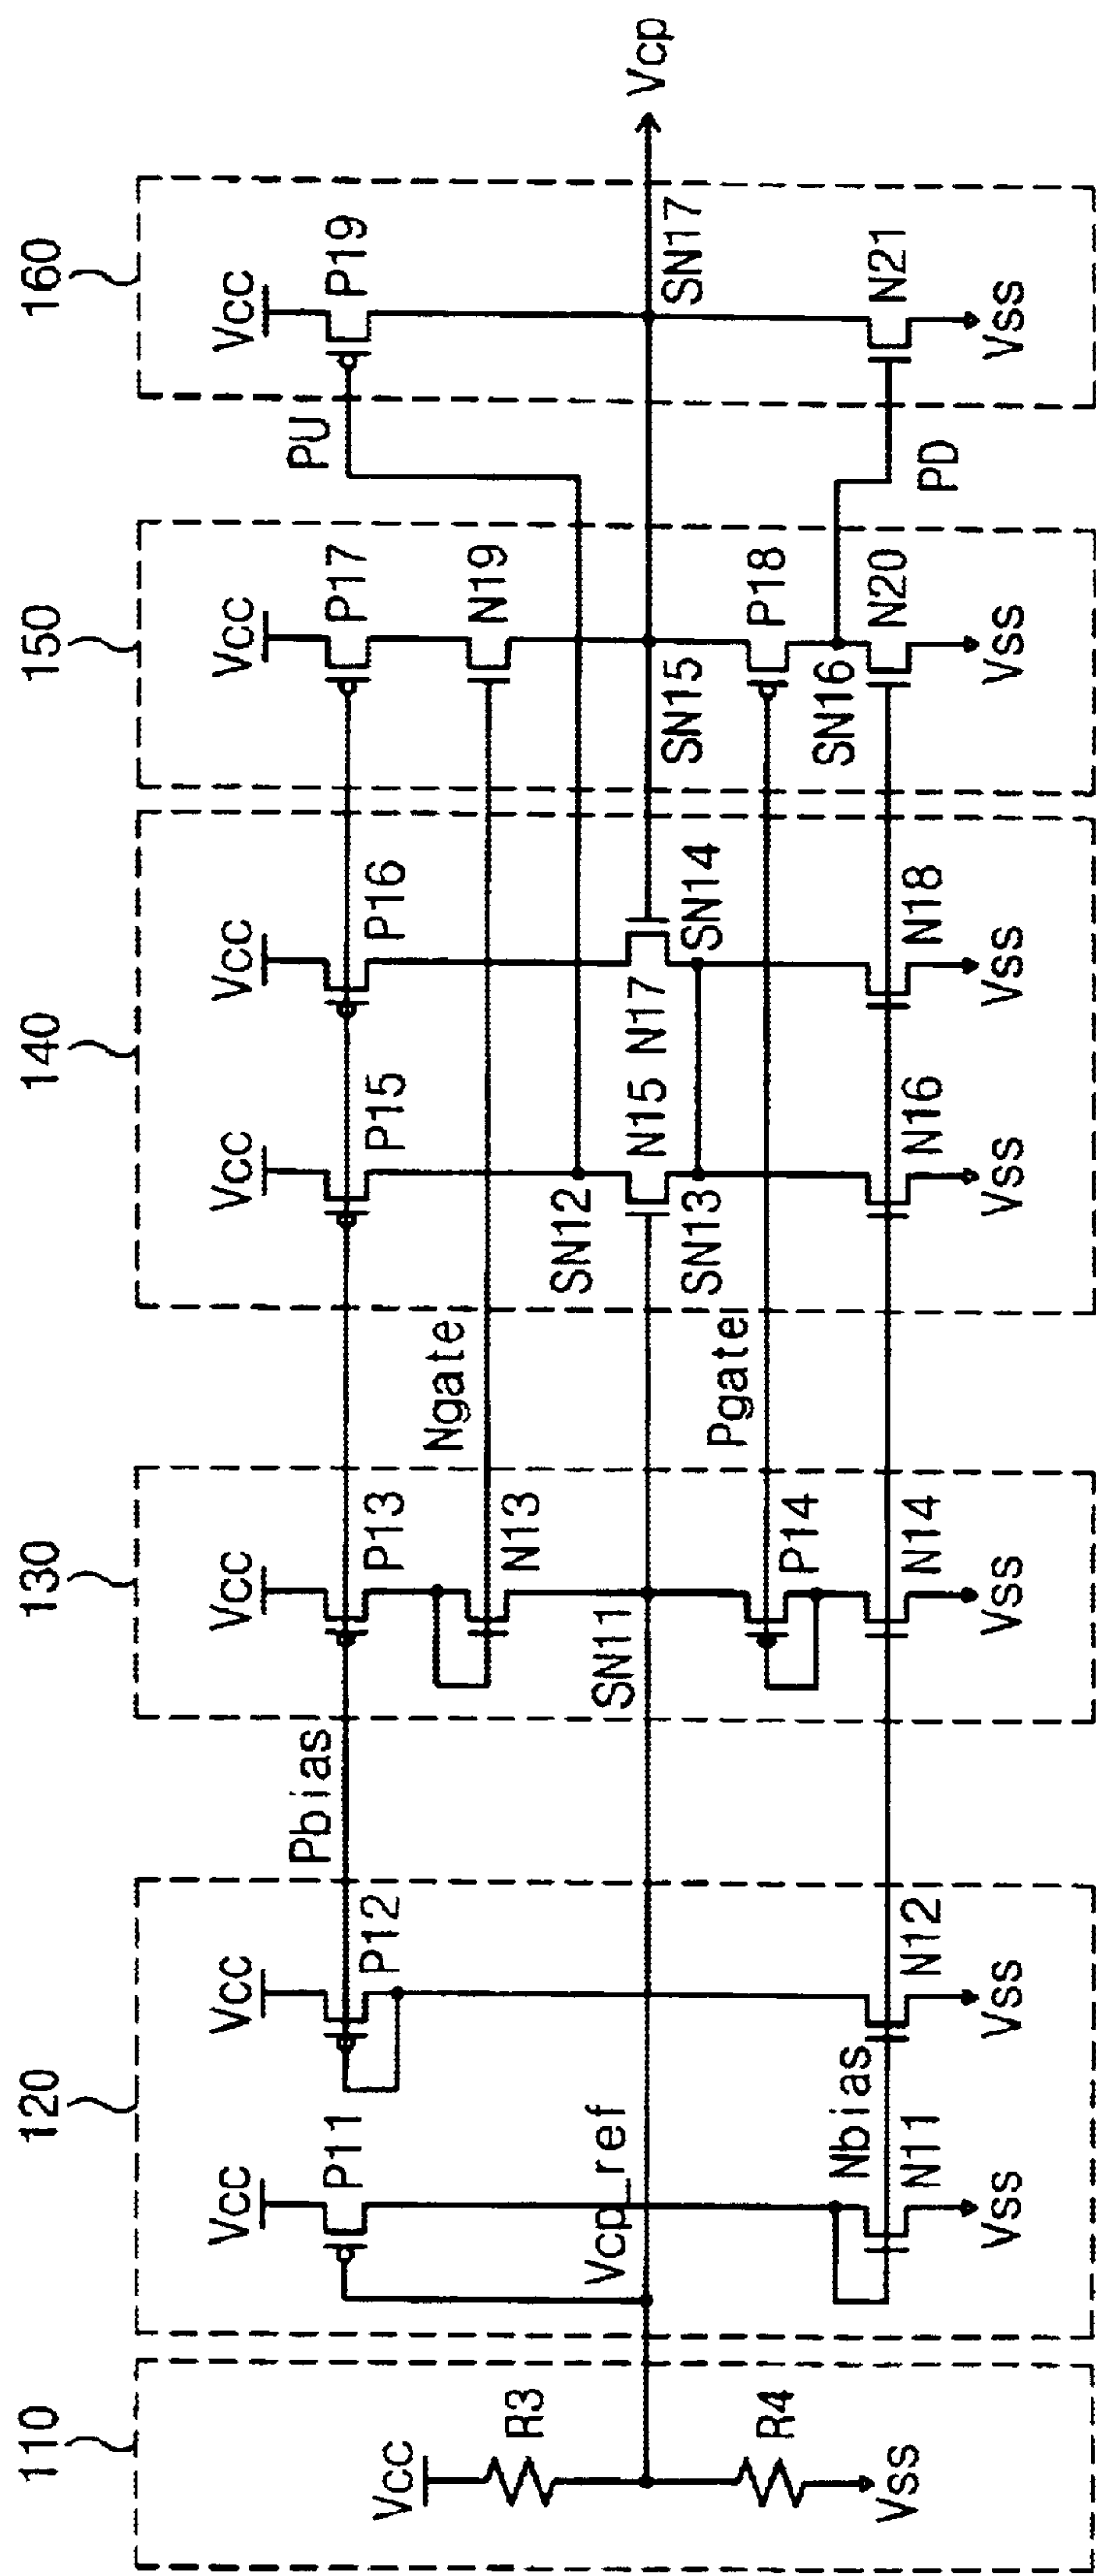 110
120
130
140
150
160
Vcc
R3
R4
Vss
Vcc
P11
Vcp_ref
Nbias
N11
Vss
Vcc
P12
N12
Vss
Pbias
Vcc
P13
N13
SN11
P14
N14
Vss
Ngate
Pgate
Vcc
P15
SN12
N15
SN13
N16
Vss
Vcc
P16
N17
SN14
N18
Vss
Vcc
P17
N19
SN15
P18
SN16
N20
Vss
PU
PD
Vcc
P19
SN17
N21
Vss
Vcp